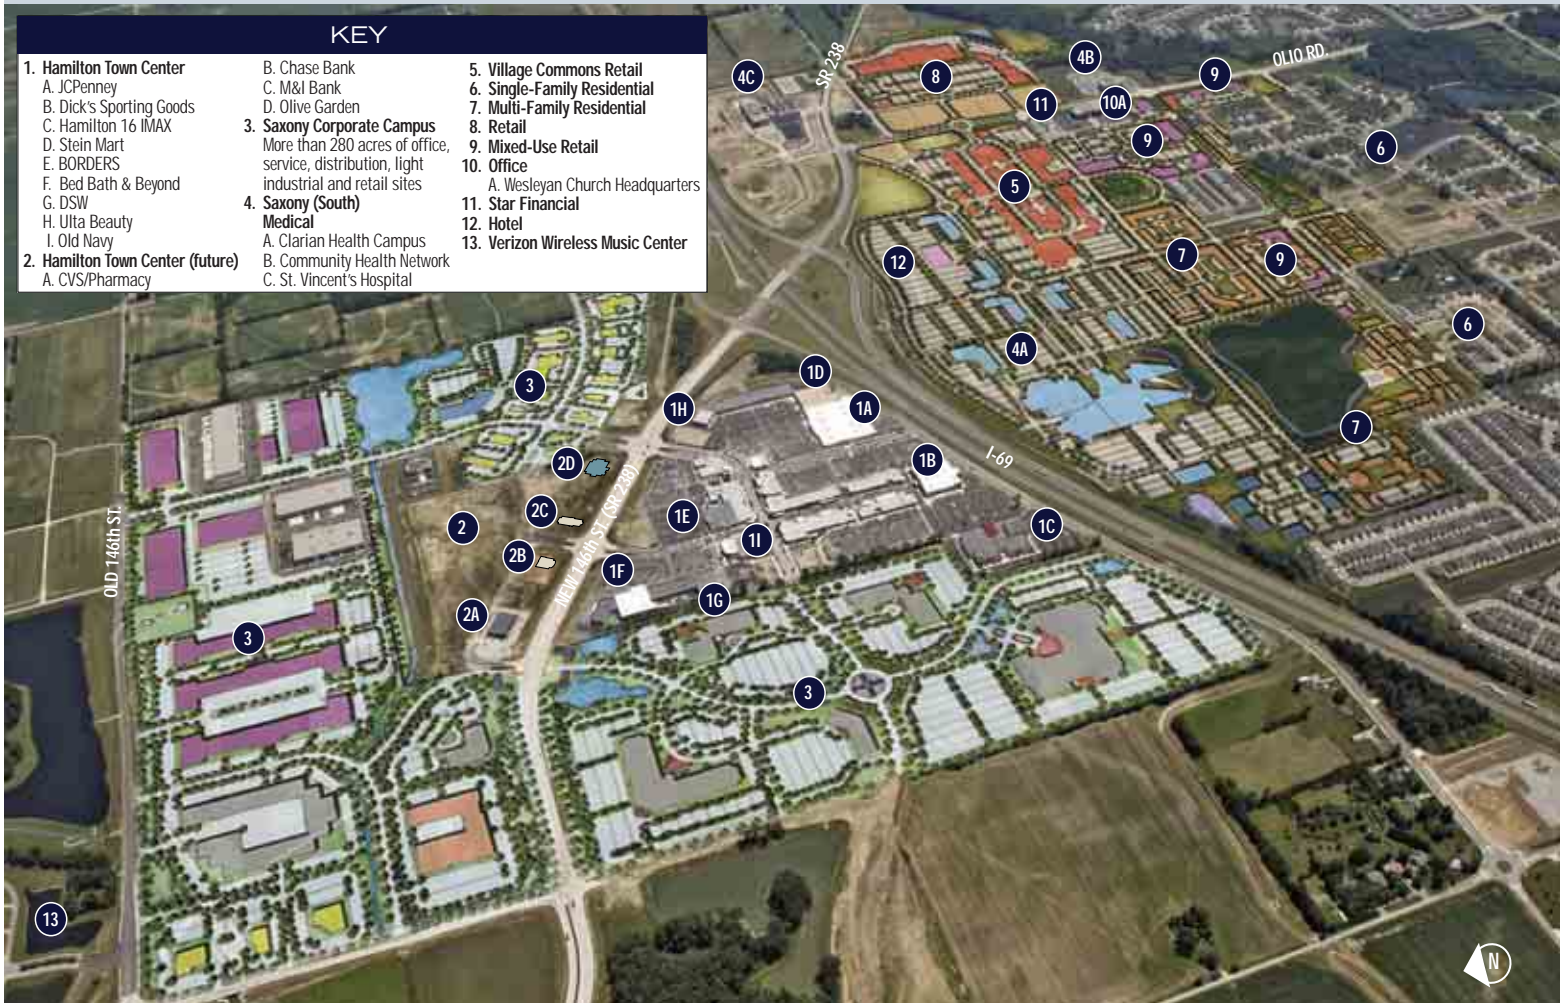 KEY
1. Hamilton Town Center
A. JCPenney
B. Dick's Sporting Goods
C. Hamilton 16 IMAX
D. Stein Mart
E. BORDERS
F. Bed Bath & Beyond
G. DSW
H. Ulta Beauty
I. Old Navy
2. Hamilton Town Center (future)
A. CVS/Pharmacy
B. Chase Bank
C. M&I Bank
D. Olive Garden
3. Saxony Corporate Campus
More than 280 acres of office,
service, distribution, light
industrial and retail sites
4. Saxony (South)
Medical
A. Clarian Health Campus
B. Community Health Network
C. St. Vincent's Hospital
5. Village Commons Retail
6. Single-Family Residential
7. Multi-Family Residential
8. Retail
9. Mixed-Use Retail
10. Office
A. Wesleyan Church Headquarters
11. Star Financial
12. Hotel
13. Verizon Wireless Music Center
4C
SR 238
8
4B
9
OLIO RD.
11
10A
9
6
5
12
7
9
6
4A
7
3
1H
1D
1A
2D
1B
I-69
2C
2
1E
1C
1I
2B
1F
NEW 146th ST (SR 238)
OLD 146th ST.
2A
1G
3
3
13
N